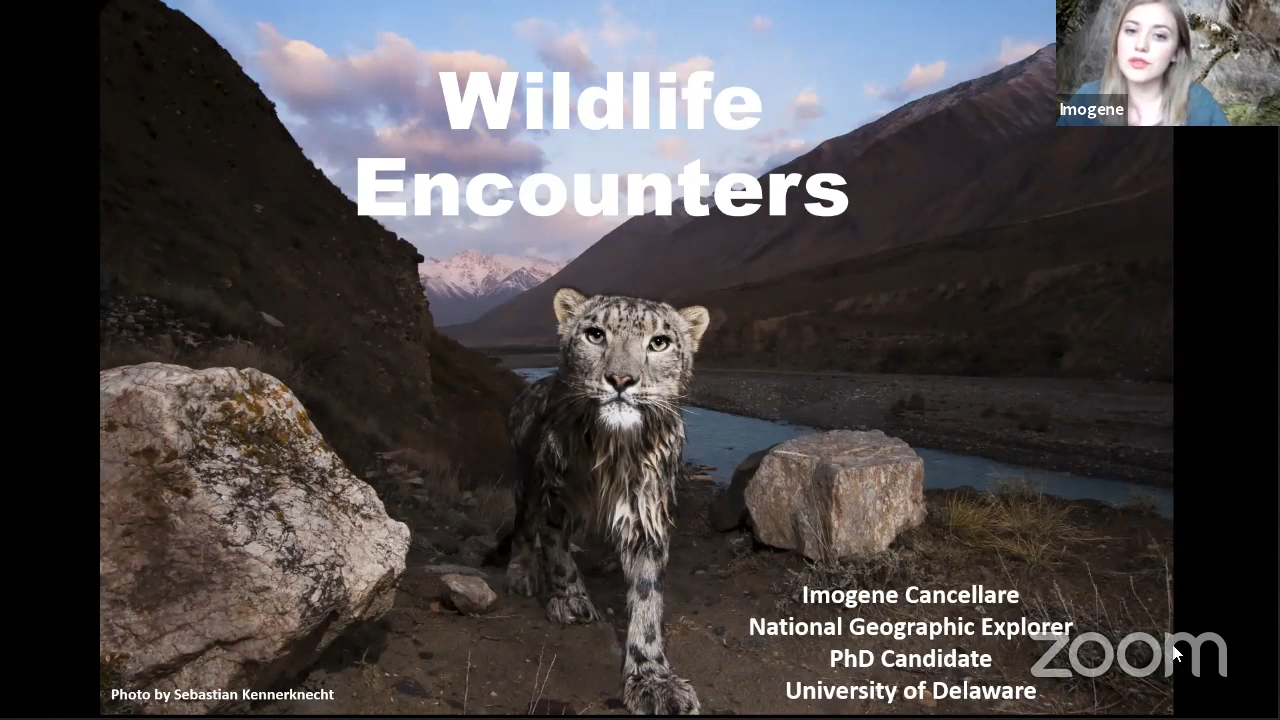 Wildlife
Encounters
Imogene
Imogene Cancellare
National Geographic Explorer
PhD Candidate
University of Delaware
zoom
Photo by Sebastian Kennerknecht